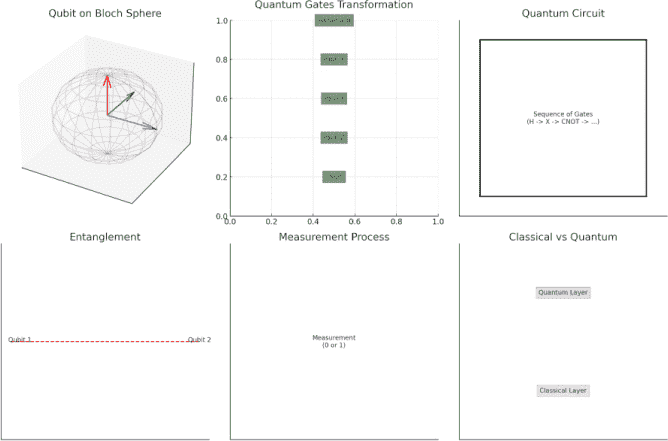 Qubit on Bloch Sphere
Quantum Gates Transformation
Quantum Circuit
1.0
0.8
0.6
0.4
0.2
0.0
0.0 0.2 0.4 0.6 0.8 1.0
Sequence of Gates
(H -> X -> CNOT -> ...)
Entanglement
Measurement Process
Classical vs Quantum
Qubit 1
Qubit 2
Measurement
(0 or 1)
Quantum Layer
Classical Layer